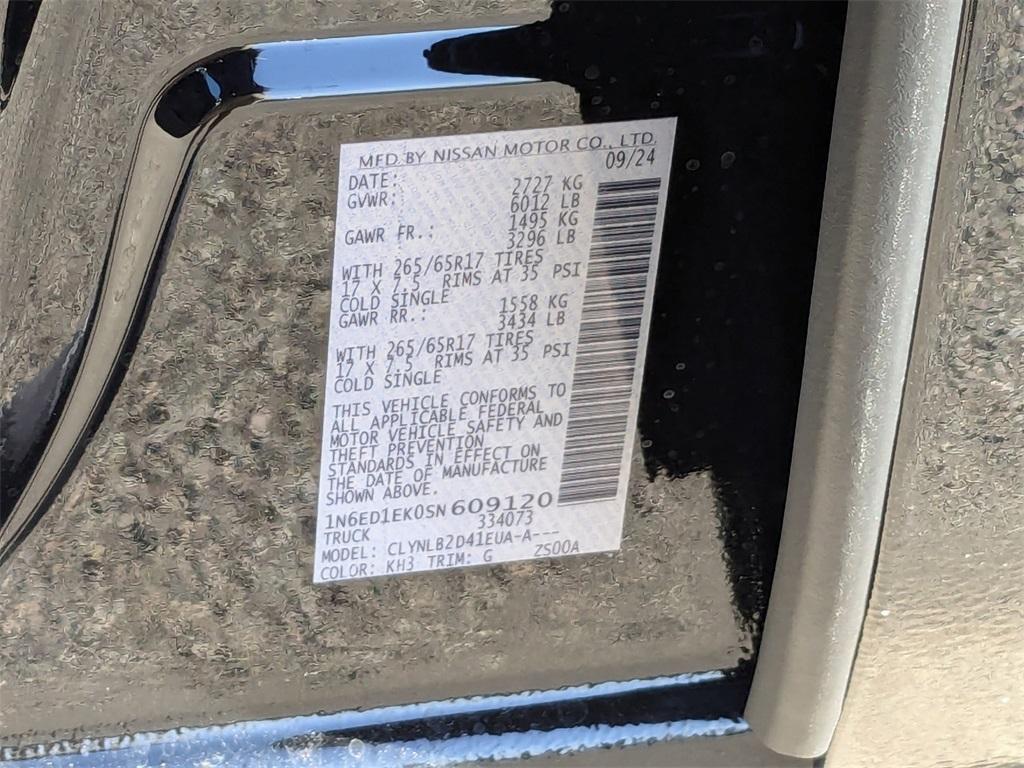 MFD BY NISSAN MOTOR CO., LTD.
DATE: 09/24
GVWR: 2727 KG
6012 LB
GAWR FR.: 1495 KG
3296 LB
WITH 265/65R17 TIRES
17 X 7.5 RIMS AT 35 PSI
COLD SINGLE
GAWR RR.: 1558 KG
3434 LB
WITH 265/65R17 TIRES
17 X 7.5 RIMS AT 35 PSI
COLD SINGLE
THIS VEHICLE CONFORMS TO
ALL APPLICABLE FEDERAL
MOTOR VEHICLE SAFETY AND
THEFT PREVENTION
STANDARDS IN EFFECT ON
THE DATE OF MANUFACTURE
SHOWN ABOVE.
1N6ED1EK0SN609120
TRUCK 334073
MODEL: CLYNLB2D41EUA-A---
COLOR: KH3 TRIM: G ZS00A